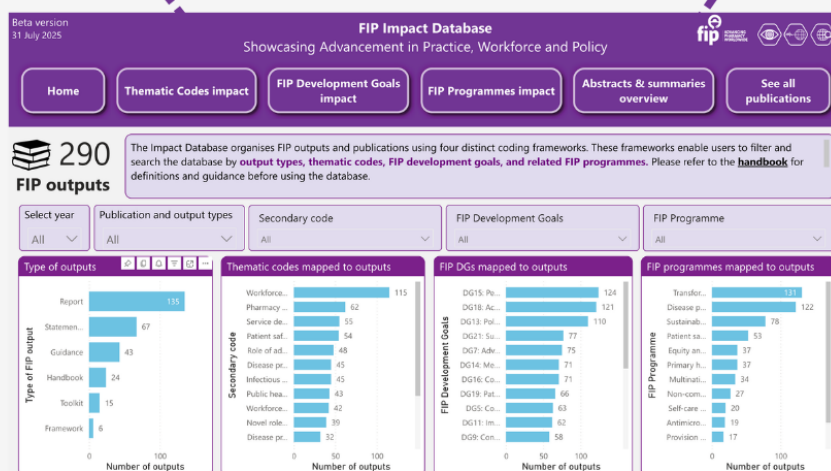 Beta version
31 July 2025
FIP Impact Database
Showcasing Advancement in Practice, Workforce and Policy
fip
Home
Thematic Codes impact
FIP Development Goals
impact
FIP Programmes impact
Abstracts & summaries
overview
See all
publications
290
FIP outputs
The Impact Database organises FIP outputs and publications using four distinct coding frameworks. These frameworks enable users to filter and
search the database by output types, thematic codes, FIP development goals, and related FIP programmes. Please refer to the handbook for
definitions and guidance before using the database.
Select year
All
Publication and output types
All
Secondary code
All
FIP Development Goals
All
FIP Programme
All
Type of outputs
Type of FIP output
Report 135
Statemen... 67
Guidance 43
Handbook 24
Toolkit 15
Framework 6
0 100
Number of outputs
Thematic codes mapped to outputs
Secondary code
Workforce... 115
Pharmacy ... 62
Service de... 55
Patient saf... 54
Role of ad... 48
Disease pr... 45
Infectious ... 45
Public hea... 43
Workforce... 42
Novel role... 39
Disease pr... 32
0 100
Number of outputs
FIP DGs mapped to outputs
FIP Development Goals
DG15: Pe... 124
DG18: Ac... 121
DG13: Pol... 110
DG21: Su... 77
DG7: Adv... 75
DG14: Me... 71
DG16: Co... 71
DG19: Pat... 66
DG5: Co... 63
DG11: Im... 62
DG9: Con... 58
0 100
Number of outputs
FIP programmes mapped to outputs
FIP Programme
Transfor... 131
Disease p... 122
Sustainab... 78
Patient sa... 53
Equity an... 37
Primary h... 37
Multinati... 34
Non-com... 27
Self-care ... 20
Antimicro... 19
Provision ... 17
0 100
Number of outputs